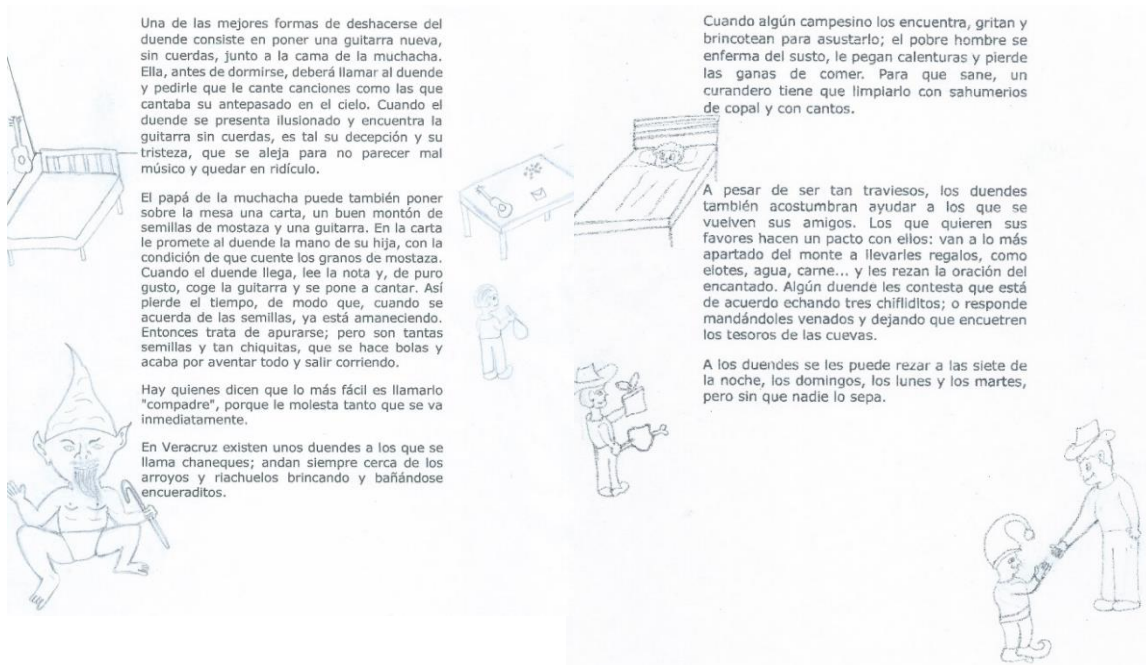 Una de las mejores formas de deshacerse del
duende consiste en poner una guitarra nueva,
sin cuerdas, junto a la cama de la muchacha.
Ella, antes de dormirse, deberá llamar al duende
y pedirle que le cante canciones como las que
cantaba su antepasado en el cielo. Cuando el
duende se presenta ilusionado y encuentra la
guitarra sin cuerdas, es tal su decepción y su
tristeza, que se aleja para no parecer mal
músico y quedar en ridículo.
El papá de la muchacha puede también poner
sobre la mesa una carta, un buen montón de
semillas de mostaza y una guitarra. En la carta
le promete al duende la mano de su hija, con la
condición de que cuente los granos de mostaza.
Cuando el duende llega, lee la nota y, de puro
gusto, coge la guitarra y se pone a cantar. Así
pierde el tiempo, de modo que, cuando se
acuerda de las semillas, ya está amaneciendo.
Entonces trata de apurarse; pero son tantas
semillas y tan chiquitas, que se hace bolas y
acaba por aventar todo y salir corriendo.
Hay quienes dicen que lo más fácil es llamarlo
"compadre", porque le molesta tanto que se va
inmediatamente.
En Veracruz existen unos duendes a los que se
llama chaneques; andan siempre cerca de los
arroyos y riachuelos brincando y bañándose
encueraditos.
Cuando algún campesino los encuentra, gritan y
brincotean para asustarlo; el pobre hombre se
enferma del susto, le pegan calenturas y pierde
las ganas de comer. Para que sane, un
curandero tiene que limpiarlo con sahumerios
de copal y con cantos.
A pesar de ser tan traviesos, los duendes
también acostumbran ayudar a los que se
vuelven sus amigos. Los que quieren sus
favores hacen un pacto con ellos: van a lo más
apartado del monte a llevarles regalos, como
elotes, agua, carne... y les rezan la oración del
encantado. Algún duende les contesta que está
de acuerdo echando tres chifliditos; o responde
mandándoles venados y dejando que encuetren
los tesoros de las cuevas.
A los duendes se les puede rezar a las siete de
la noche, los domingos, los lunes y los martes,
pero sin que nadie lo sepa.